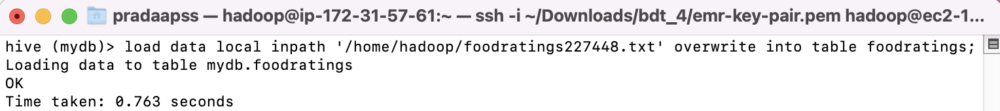 pradaapss — hadoop@ip-172-31-57-61:~ — ssh -i ~/Downloads/bdt_4/emr-key-pair.pem hadoop@ec2-1...
hive (mydb)> load data local inpath '/home/hadoop/foodratings227448.txt' overwrite into table foodratings;
Loading data to table mydb.foodratings
OK
Time taken: 0.763 seconds